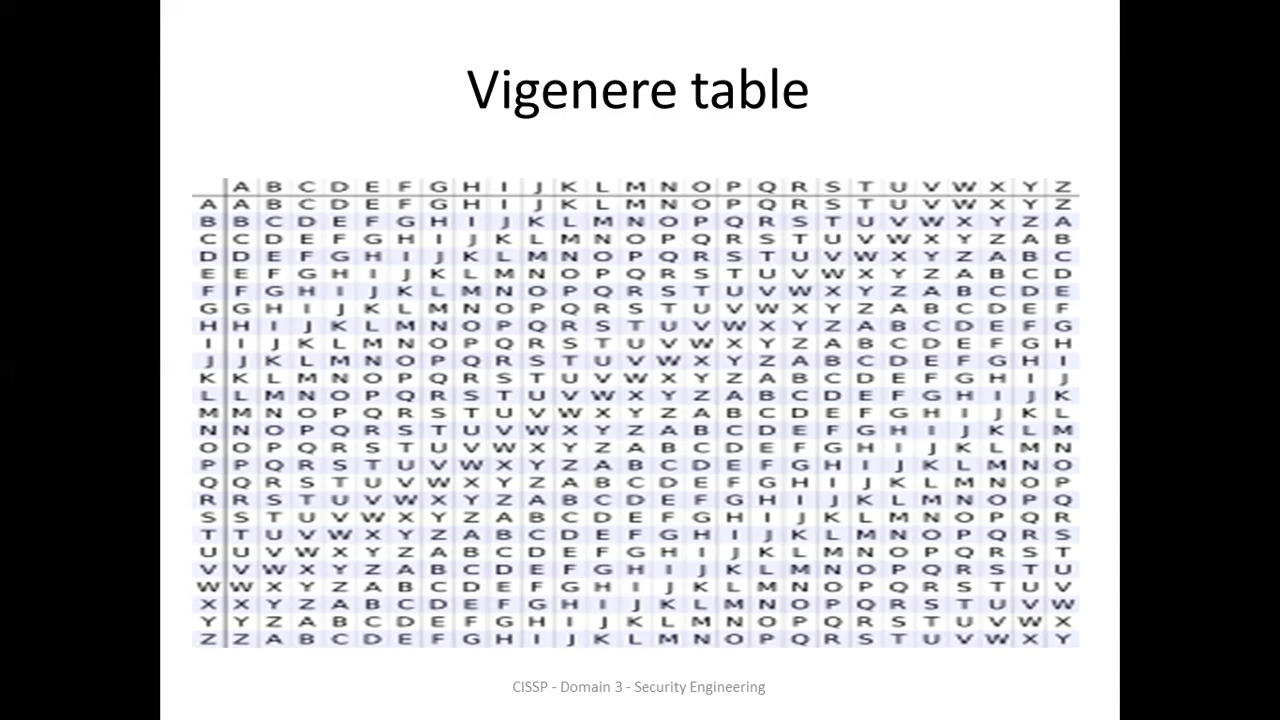 Vigenere table
A B C D E F G H I J K L M N O P Q R S T U V W X Y Z
A A B C D E F G H I J K L M N O P Q R S T U V W X Y Z
B B C D E F G H I J K L M N O P Q R S T U V W X Y Z A
C C D E F G H I J K L M N O P Q R S T U V W X Y Z A B
D D E F G H I J K L M N O P Q R S T U V W X Y Z A B C
E E F G H I J K L M N O P Q R S T U V W X Y Z A B C D
F F G H I J K L M N O P Q R S T U V W X Y Z A B C D E
G G H I J K L M N O P Q R S T U V W X Y Z A B C D E F
H H I J K L M N O P Q R S T U V W X Y Z A B C D E F G
I I J K L M N O P Q R S T U V W X Y Z A B C D E F G H
J J K L M N O P Q R S T U V W X Y Z A B C D E F G H I
K K L M N O P Q R S T U V W X Y Z A B C D E F G H I J
L L M N O P Q R S T U V W X Y Z A B C D E F G H I J K
M M N O P Q R S T U V W X Y Z A B C D E F G H I J K L
N N O P Q R S T U V W X Y Z A B C D E F G H I J K L M
O O P Q R S T U V W X Y Z A B C D E F G H I J K L M N
P P Q R S T U V W X Y Z A B C D E F G H I J K L M N O
Q Q R S T U V W X Y Z A B C D E F G H I J K L M N O P
R R S T U V W X Y Z A B C D E F G H I J K L M N O P Q
S S T U V W X Y Z A B C D E F G H I J K L M N O P Q R
T T U V W X Y Z A B C D E F G H I J K L M N O P Q R S
U U V W X Y Z A B C D E F G H I J K L M N O P Q R S T
V V W X Y Z A B C D E F G H I J K L M N O P Q R S T U
W W X Y Z A B C D E F G H I J K L M N O P Q R S T U V
X X Y Z A B C D E F G H I J K L M N O P Q R S T U V W
Y Y Z A B C D E F G H I J K L M N O P Q R S T U V W X
Z Z A B C D E F G H I J K L M N O P Q R S T U V W X Y
CISSP - Domain 3 - Security Engineering